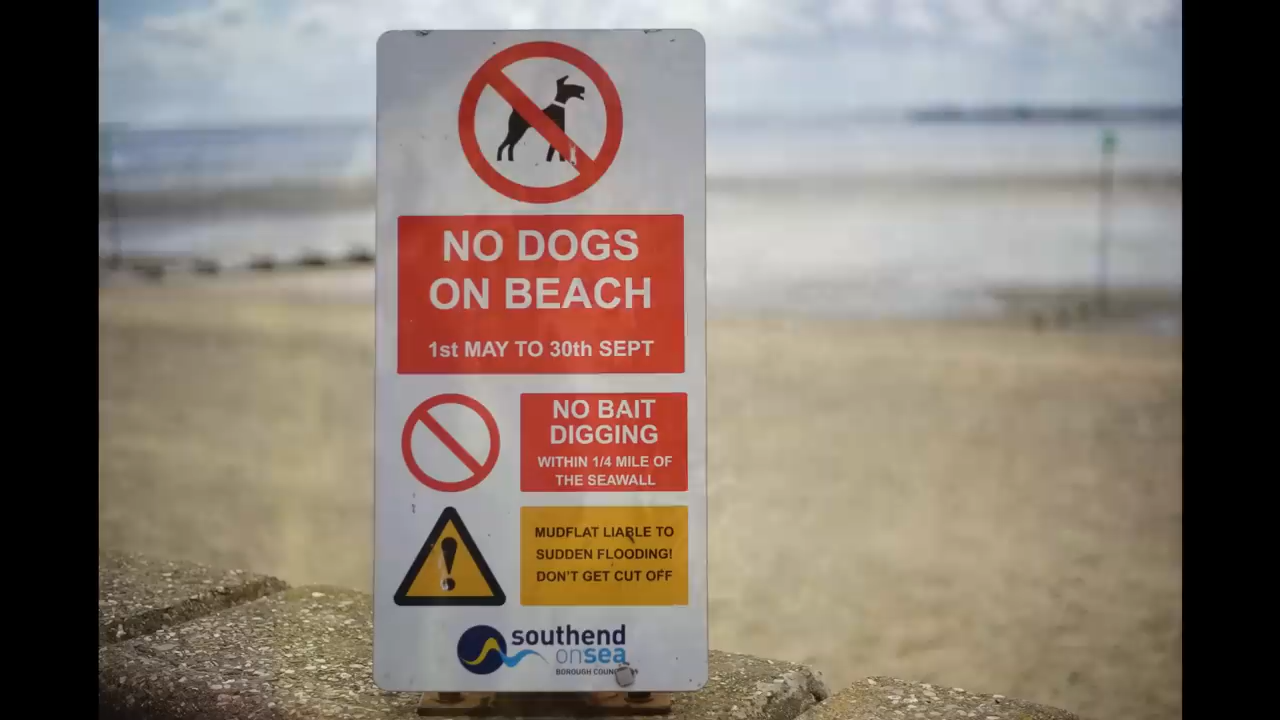 NO DOGS
ON BEACH
1st MAY TO 30th SEPT
NO BAIT
DIGGING
WITHIN 1/4 MILE OF
THE SEAWALL
MUDFLAT LIABLE TO
SUDDEN FLOODING!
DON'T GET CUT OFF
southend
onsea
BOROUGH